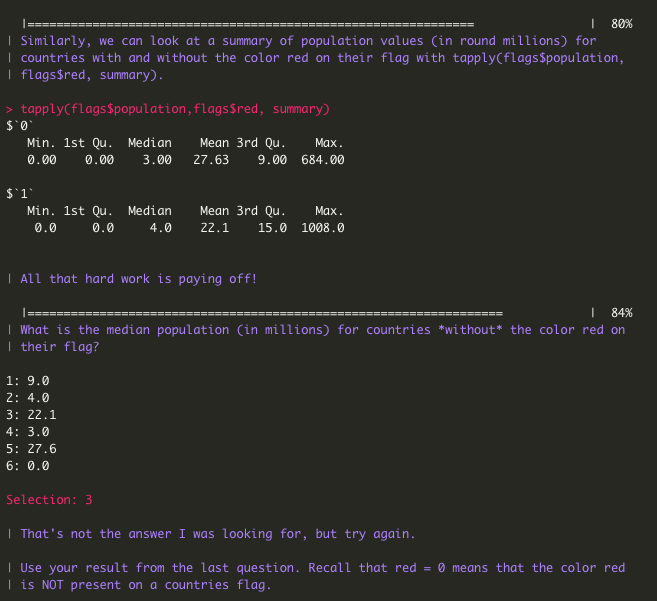 |============================================================== | 80%
| Similarly, we can look at a summary of population values (in round millions) for
| countries with and without the color red on their flag with tapply(flags$population,
| flags$red, summary).
> tapply(flags$population,flags$red, summary)
$`0`
Min. 1st Qu. Median Mean 3rd Qu. Max.
0.00 0.00 3.00 27.63 9.00 684.00
$`1`
Min. 1st Qu. Median Mean 3rd Qu. Max.
0.0 0.0 4.0 22.1 15.0 1008.0
| All that hard work is paying off!
|================================================================== | 84%
| What is the median population (in millions) for countries *without* the color red on
| their flag?
1: 9.0
2: 4.0
3: 22.1
4: 3.0
5: 27.6
6: 0.0
Selection: 3
| That's not the answer I was looking for, but try again.
| Use your result from the last question. Recall that red = 0 means that the color red
| is NOT present on a countries flag.